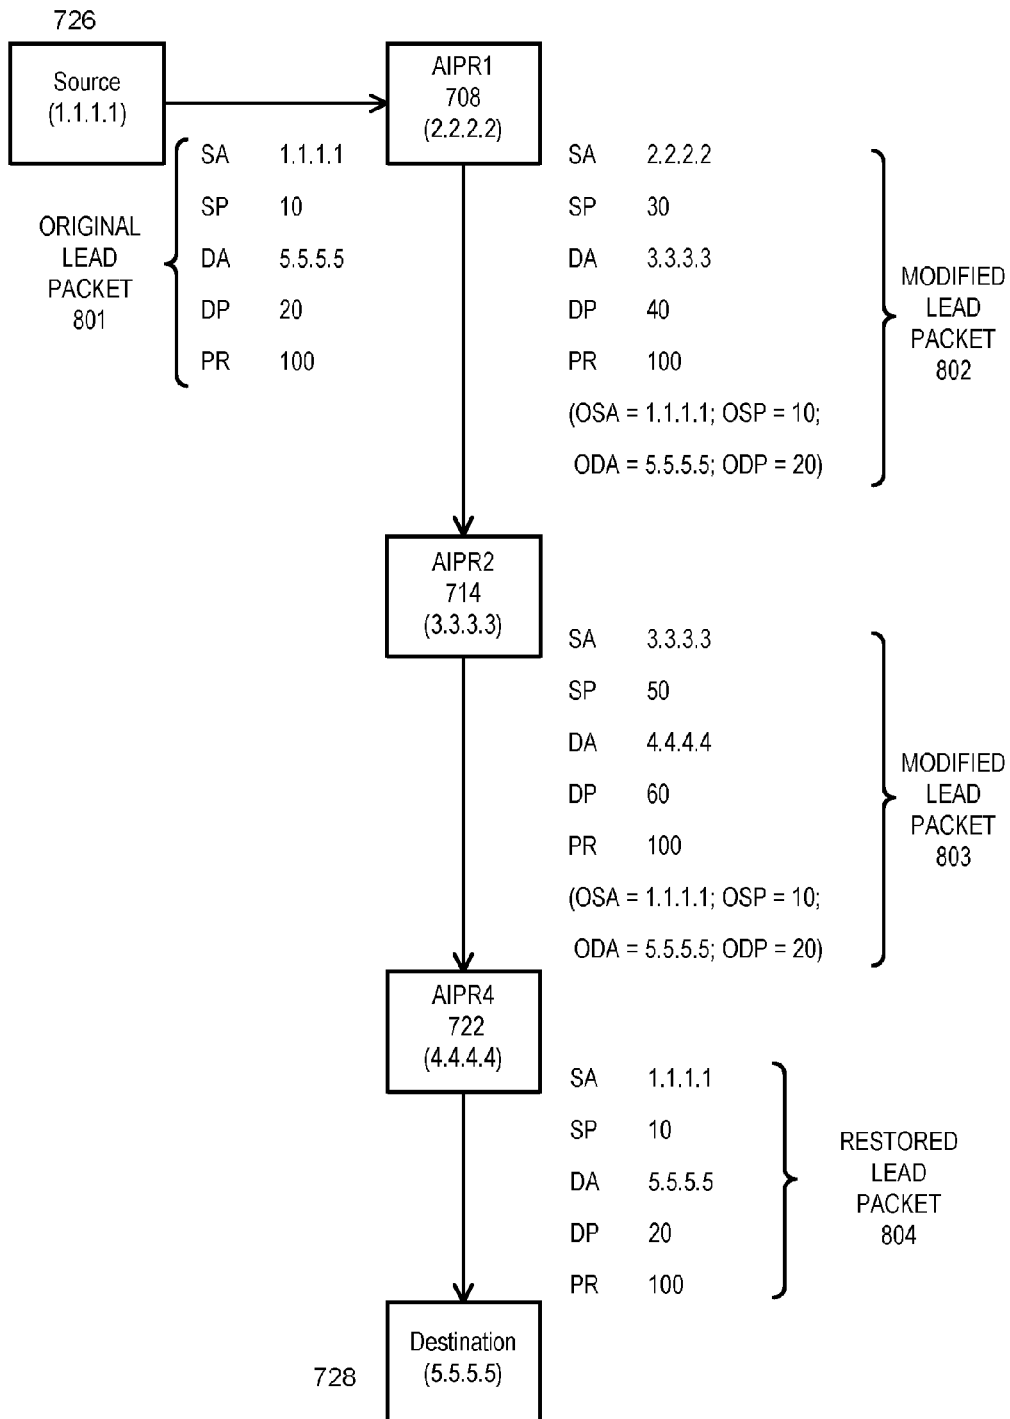 726
Source
(1.1.1.1)
AIPR1
708
(2.2.2.2)
ORIGINAL
LEAD
PACKET
801
SA 1.1.1.1
SP 10
DA 5.5.5.5
DP 20
PR 100
SA 2.2.2.2
SP 30
DA 3.3.3.3
DP 40
PR 100
(OSA = 1.1.1.1; OSP = 10;
ODA = 5.5.5.5; ODP = 20)
MODIFIED
LEAD
PACKET
802
AIPR2
714
(3.3.3.3)
SA 3.3.3.3
SP 50
DA 4.4.4.4
DP 60
PR 100
(OSA = 1.1.1.1; OSP = 10;
ODA = 5.5.5.5; ODP = 20)
MODIFIED
LEAD
PACKET
803
AIPR4
722
(4.4.4.4)
SA 1.1.1.1
SP 10
DA 5.5.5.5
DP 20
PR 100
RESTORED
LEAD
PACKET
804
Destination
(5.5.5.5)
728